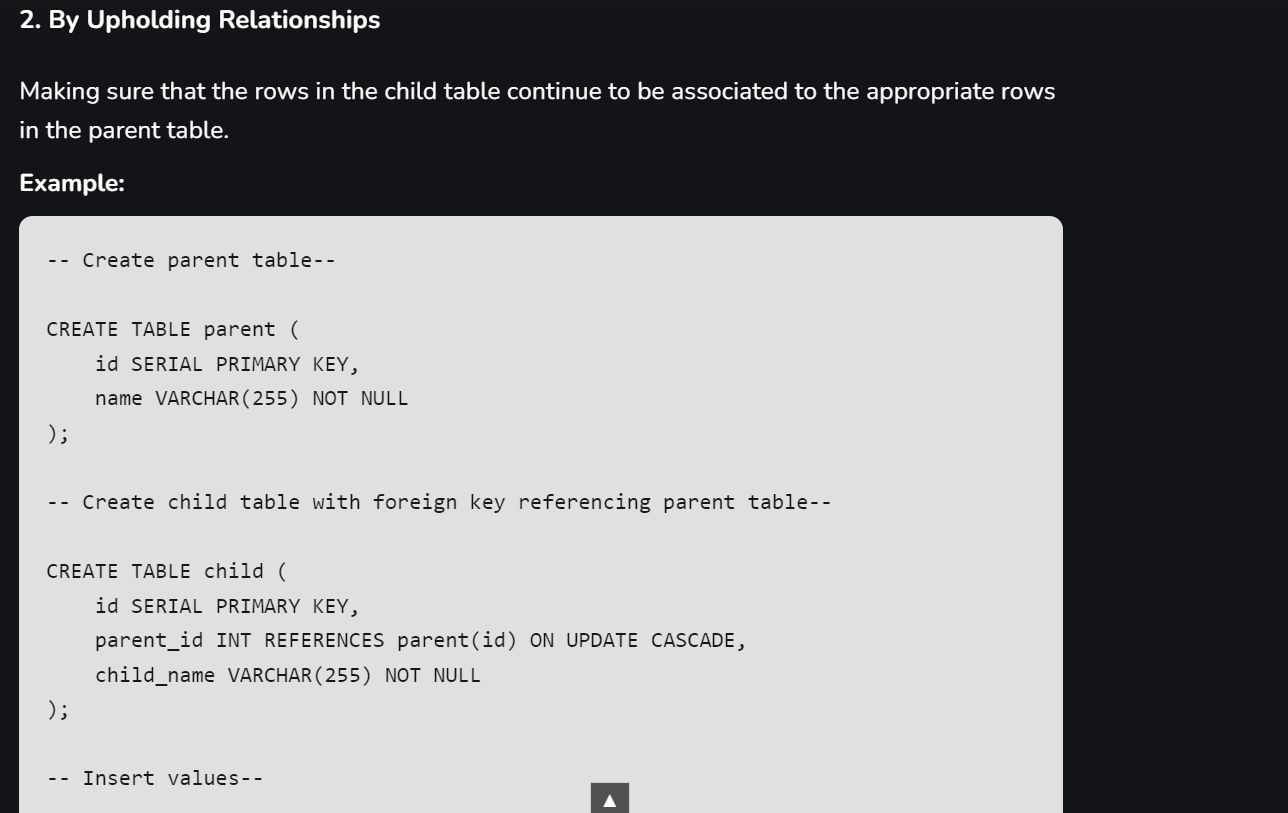 2. By Upholding Relationships
Making sure that the rows in the child table continue to be associated to the appropriate rows
in the parent table.
Example:
-- Create parent table--
CREATE TABLE parent (
    id SERIAL PRIMARY KEY,
    name VARCHAR(255) NOT NULL
);
-- Create child table with foreign key referencing parent table--
CREATE TABLE child (
    id SERIAL PRIMARY KEY,
    parent_id INT REFERENCES parent(id) ON UPDATE CASCADE,
    child_name VARCHAR(255) NOT NULL
);
-- Insert values--